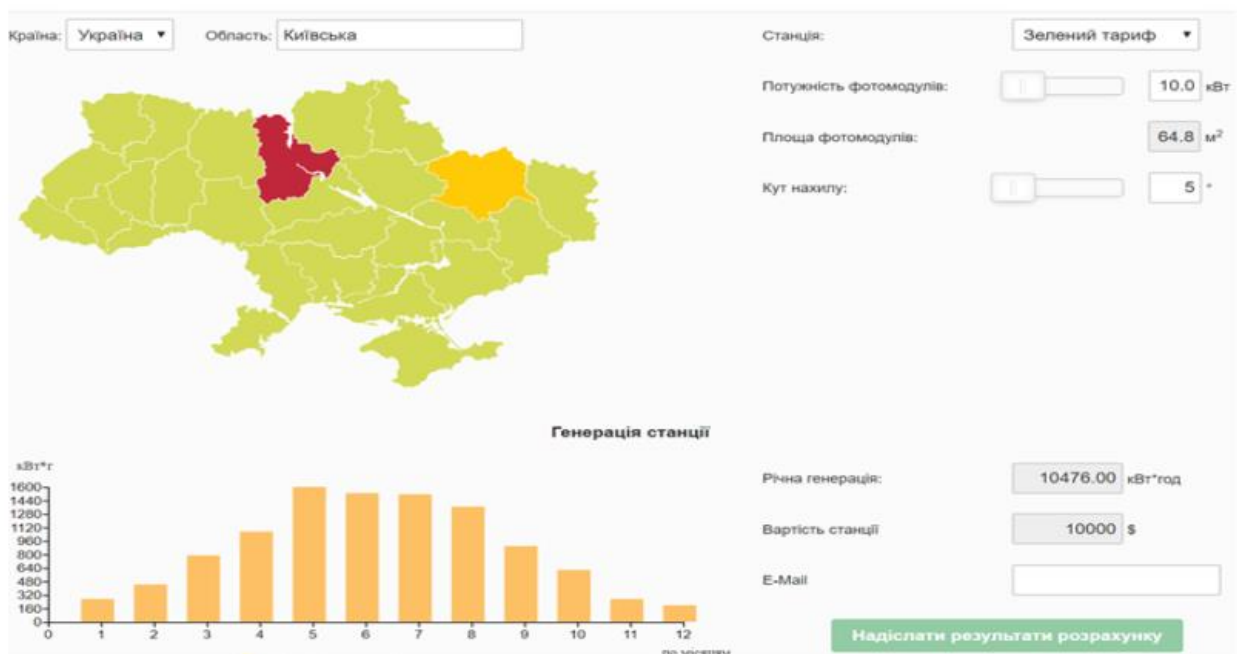 Країна: Україна Область: Київська
Станція: Зелений тариф
Потужність фотомодулів: 10.0 кВт
Площа фотомодулів: 64.8 м²
Кут нахилу: 5 °
Генерація станції
кВт*г
1600
1440
1280
1120
960
800
640
480
320
160
0
0 1 2 3 4 5 6 7 8 9 10 11 12
по місяцям
Річна генерація: 10476.00 кВт*год
Вартість станції 10000 $
E-Mail
Надіслати результати розрахунку